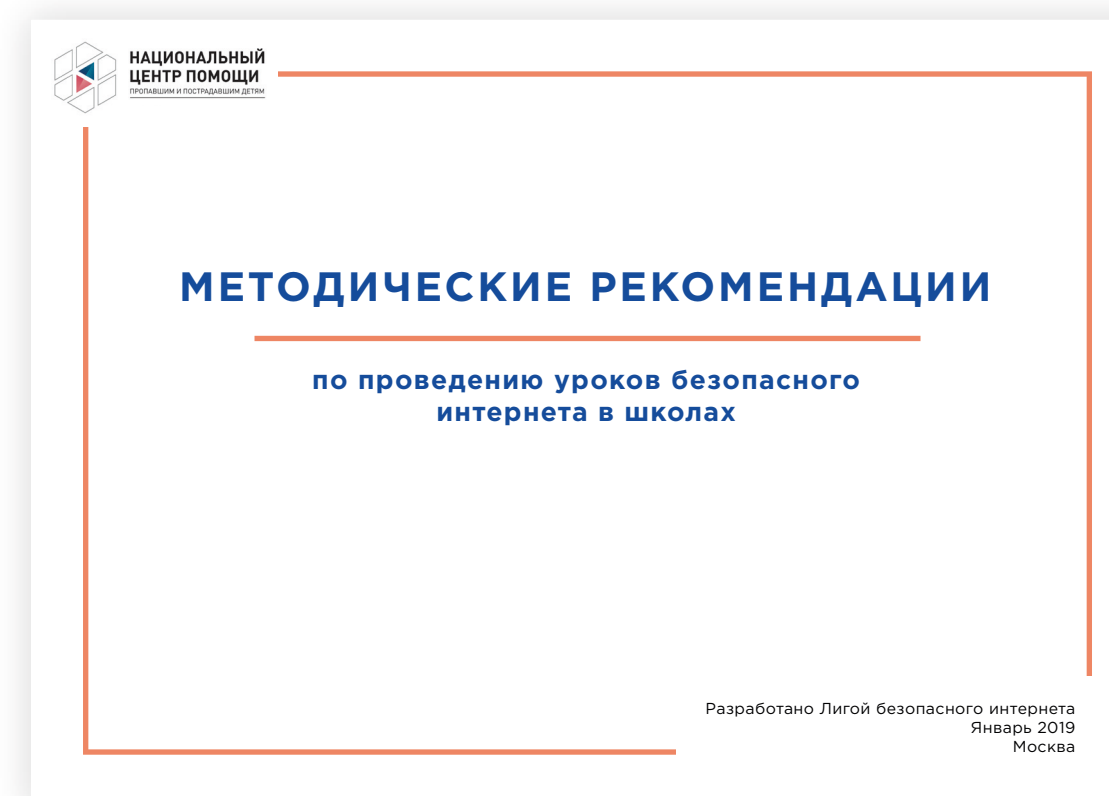 НАЦИОНАЛЬНЫЙ
ЦЕНТР ПОМОЩИ
ПРОПАВШИМ И ПОСТРАДАВШИМ ДЕТЯМ
МЕТОДИЧЕСКИЕ РЕКОМЕНДАЦИИ
по проведению уроков безопасного
интернета в школах
Разработано Лигой безопасного интернета
Январь 2019
Москва